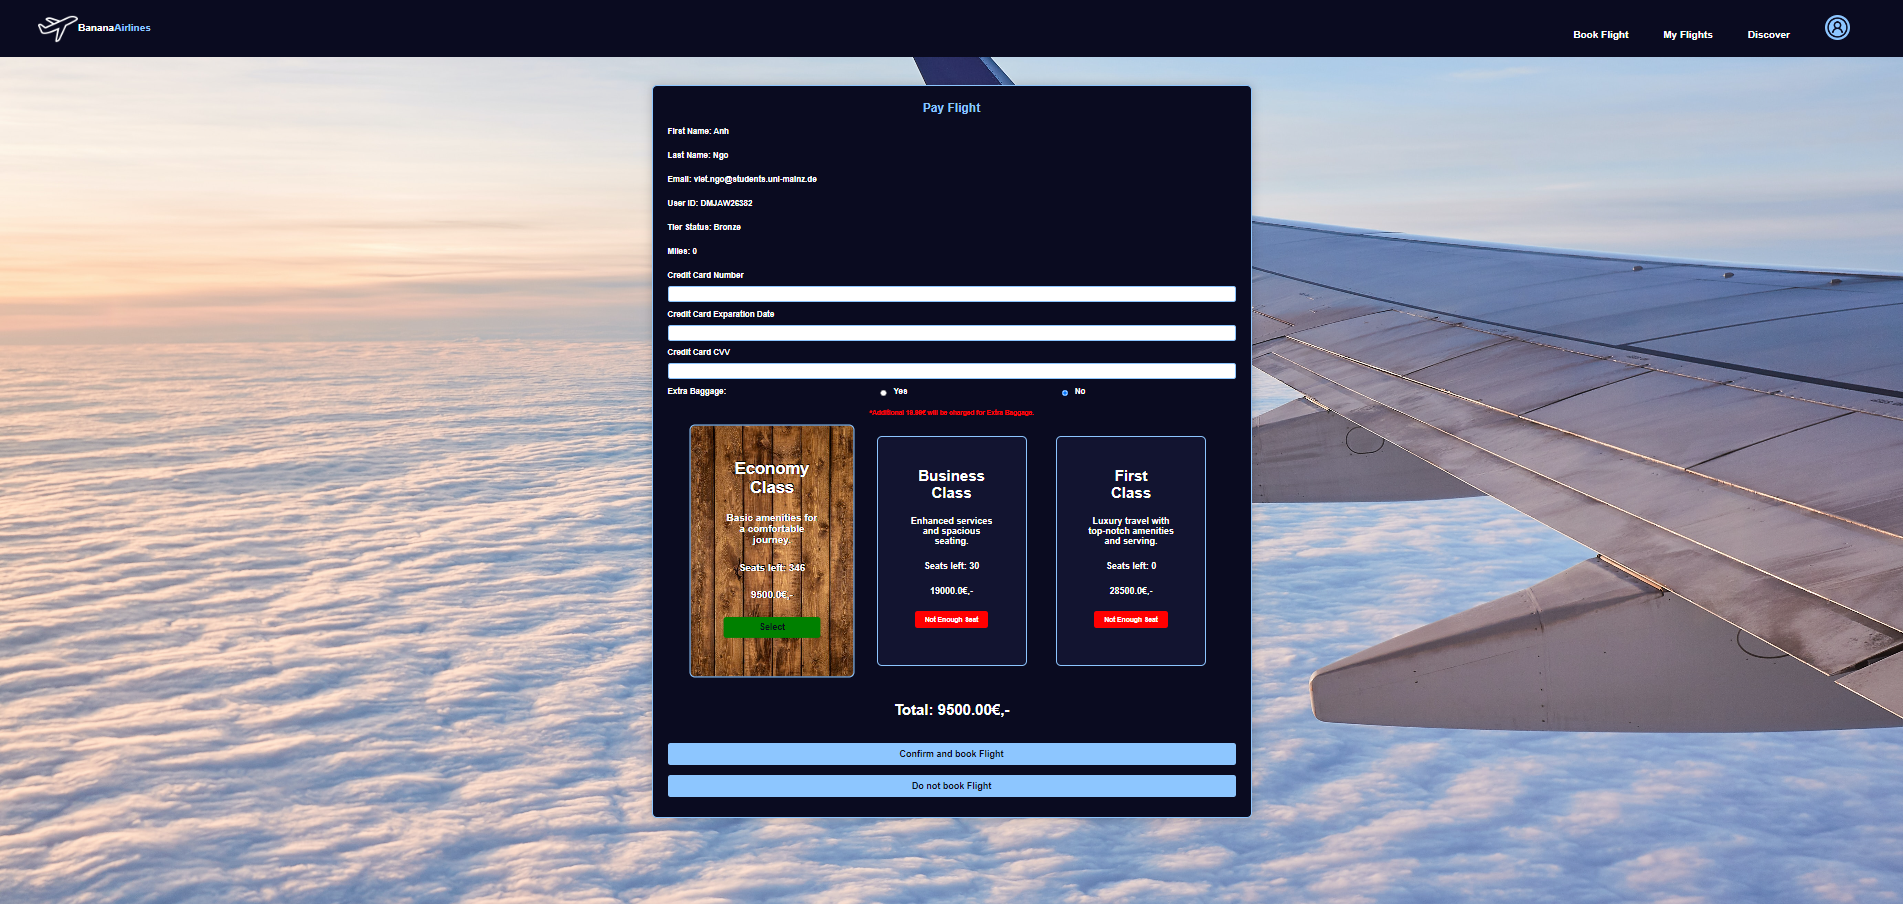 BananaAirlines
Book Flight
My Flights
Discover
Pay Flight
First Name: Anh
Last Name: Ngo
Email: viet.ngo@students.uni-mainz.de
User ID: DMJAW26382
Tier Status: Bronze
Miles: 0
Credit Card Number
Credit Card Exparation Date
Credit Card CVV
Extra Baggage:
Yes
No
*Additional 19.99€ will be charged for Extra Baggage.
Economy
Class
Basic amenities for
a comfortable
journey.
Seats left: 346
9500.0€,-
Select
Business
Class
Enhanced services
and spacious
seating.
Seats left: 30
19000.0€,-
Not Enough Seat
First
Class
Luxury travel with
top-notch amenities
and serving.
Seats left: 0
28500.0€,-
Not Enough Seat
Total: 9500.00€,-
Confirm and book Flight
Do not book Flight